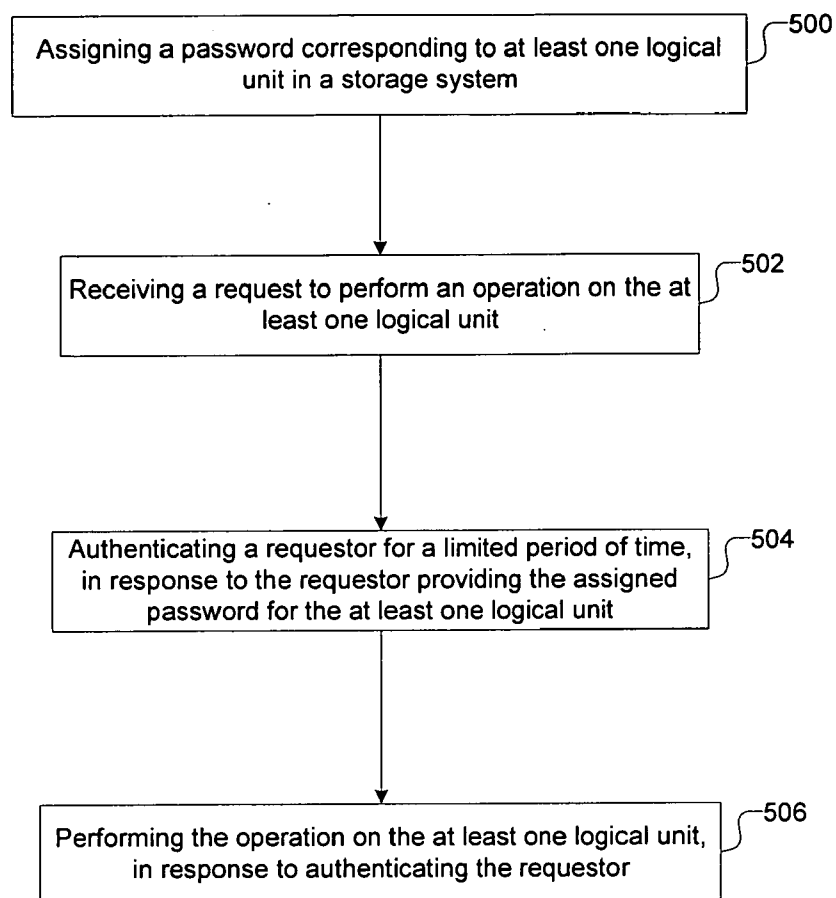 Assigning a password corresponding to at least one logical
unit in a storage system
500
Receiving a request to perform an operation on the at
least one logical unit
502
Authenticating a requestor for a limited period of time,
in response to the requestor providing the assigned
password for the at least one logical unit
504
Performing the operation on the at least one logical unit,
in response to authenticating the requestor
506